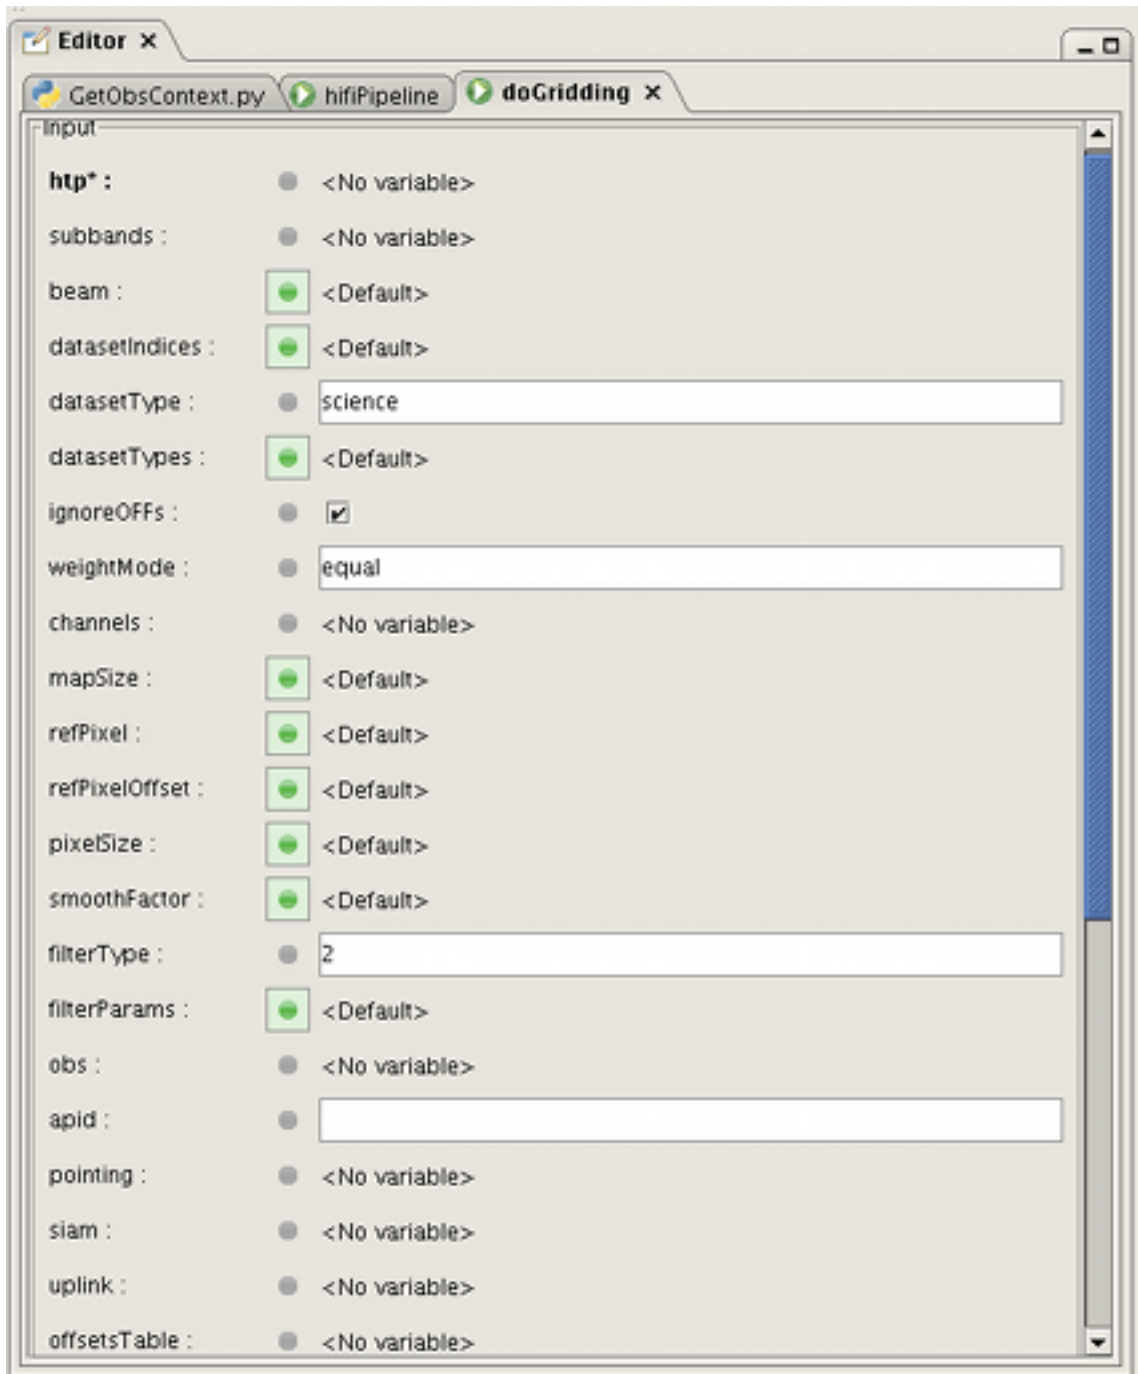 Editor
GetObsContext.py hifiPipeline doGridding
Input
htp* : <No variable>
subbands : <No variable>
beam : <Default>
datasetIndices : <Default>
datasetType : science
datasetTypes : <Default>
ignoreOFFs :
weightMode : equal
channels : <No variable>
mapSize : <Default>
refPixel : <Default>
refPixelOffset : <Default>
pixelSize : <Default>
smoothFactor : <Default>
filterType : 2
filterParams : <Default>
obs : <No variable>
apid :
pointing : <No variable>
siam : <No variable>
uplink : <No variable>
offsetsTable : <No variable>